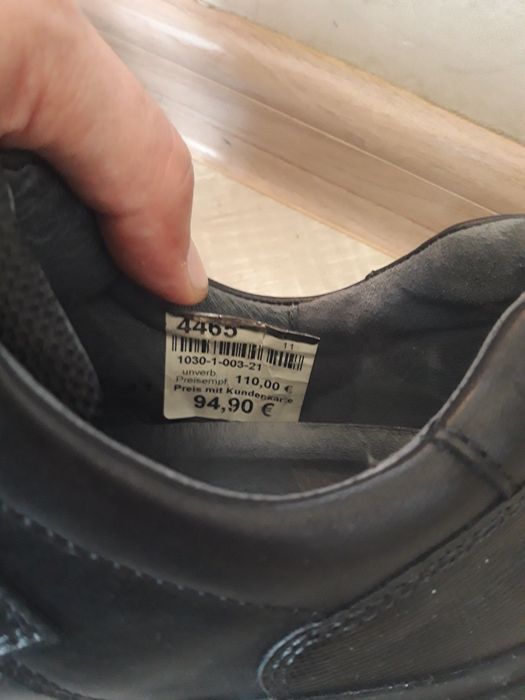 4465
11
1030-1-003-21
unverb.
Preisempf. 110,00 €
Preis mit Kundenkarte
94,90 €